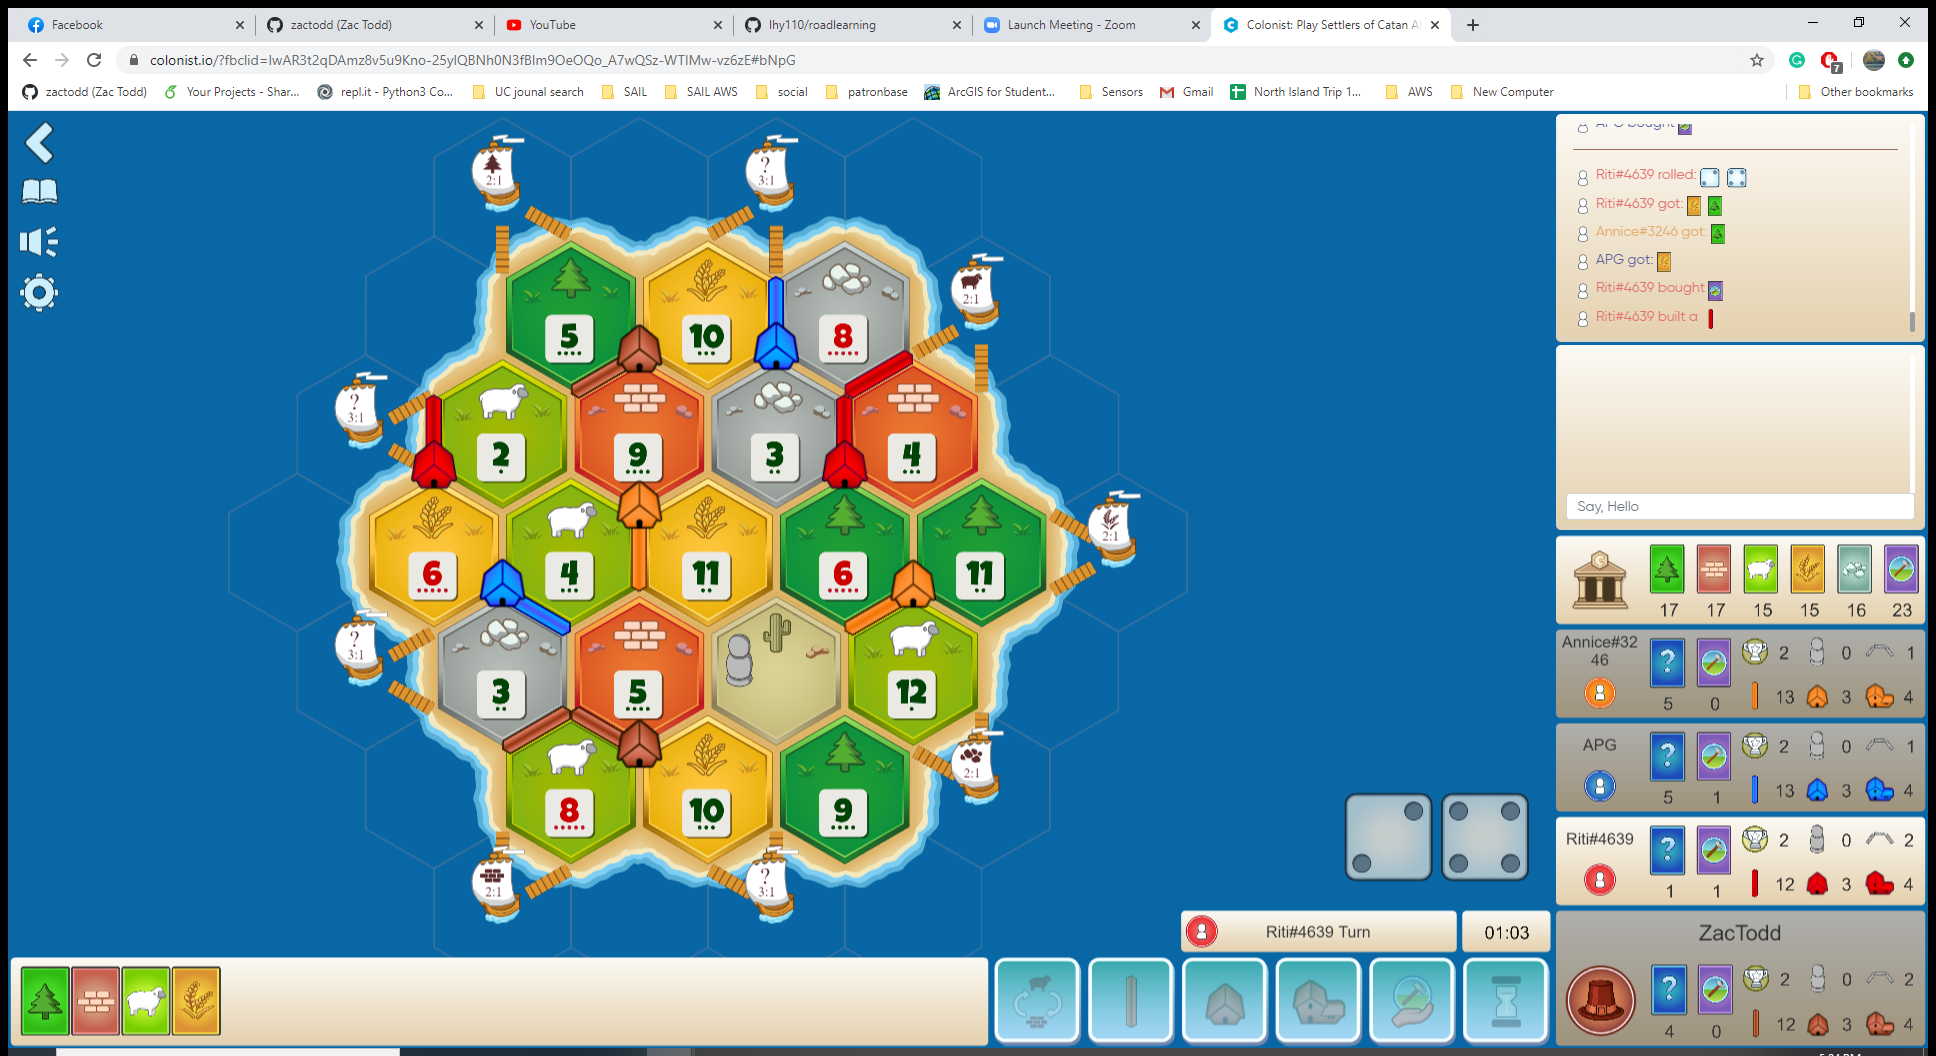 Facebook
zactodd (Zac Todd)
YouTube
lhy110/roadlearning
Launch Meeting - Zoom
Colonist: Play Settlers of Catan A
colonist.io/?fbclid=IwAR3t2qDAmz8v5u9Kno-25ylQBNh0N3fBlm9OeOQo_A7wQSz-WTIMw-vz6zE#bNpG
7
zactodd (Zac Todd)
Your Projects - Shar...
repl.it - Python3 Co...
UC jounal search
SAIL
SAIL AWS
social
patronbase
ArcGIS for Student...
Sensors
Gmail
North Island Trip 1...
AWS
New Computer
Other bookmarks
2:1
?
3:1
2:1
5
10
8
?
3:1
2
9
3
4
2:1
6
4
11
6
11
?
3:1
3
5
12
2:1
8
10
9
2:1
?
3:1
APG bought
Riti#4639 rolled:
Riti#4639 got:
Annice#3246 got:
APG got:
Riti#4639 bought
Riti#4639 built a
Say, Hello
C
17 17 15 15 16 23
Annice#32
46
? 2 0 1
5 0 13 3 4
APG
? 2 0 1
5 1 13 3 4
Riti#4639
? 2 0 2
1 1 12 3 4
Riti#4639 Turn
01:03
ZacTodd
? 2 0 2
4 0 12 3 4